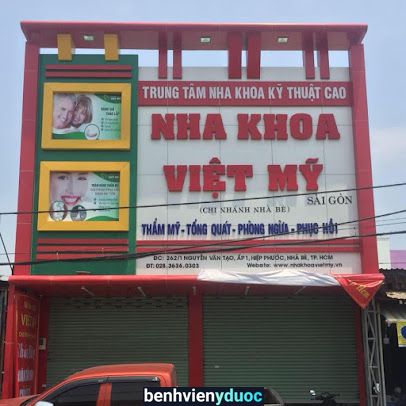 TRUNG TÂM NHA KHOA KỸ THUẬT CAO
NHA KHOA
VIỆT MỸ
SÀI GÒN
(CHI NHÁNH NHÀ BÈ)
THẨM MỸ - TỔNG QUÁT - PHÒNG NGỪA - PHỤC HỒI
ĐC: 262/1 NGUYỄN VĂN TẠO, ẤP 1, HIỆP PHƯỚC, NHÀ BÈ, TP. HCM
ĐT: 028.3636.0303 Website: www.nhakhoavietmy.vn
VIỆT
benhvienyduoc